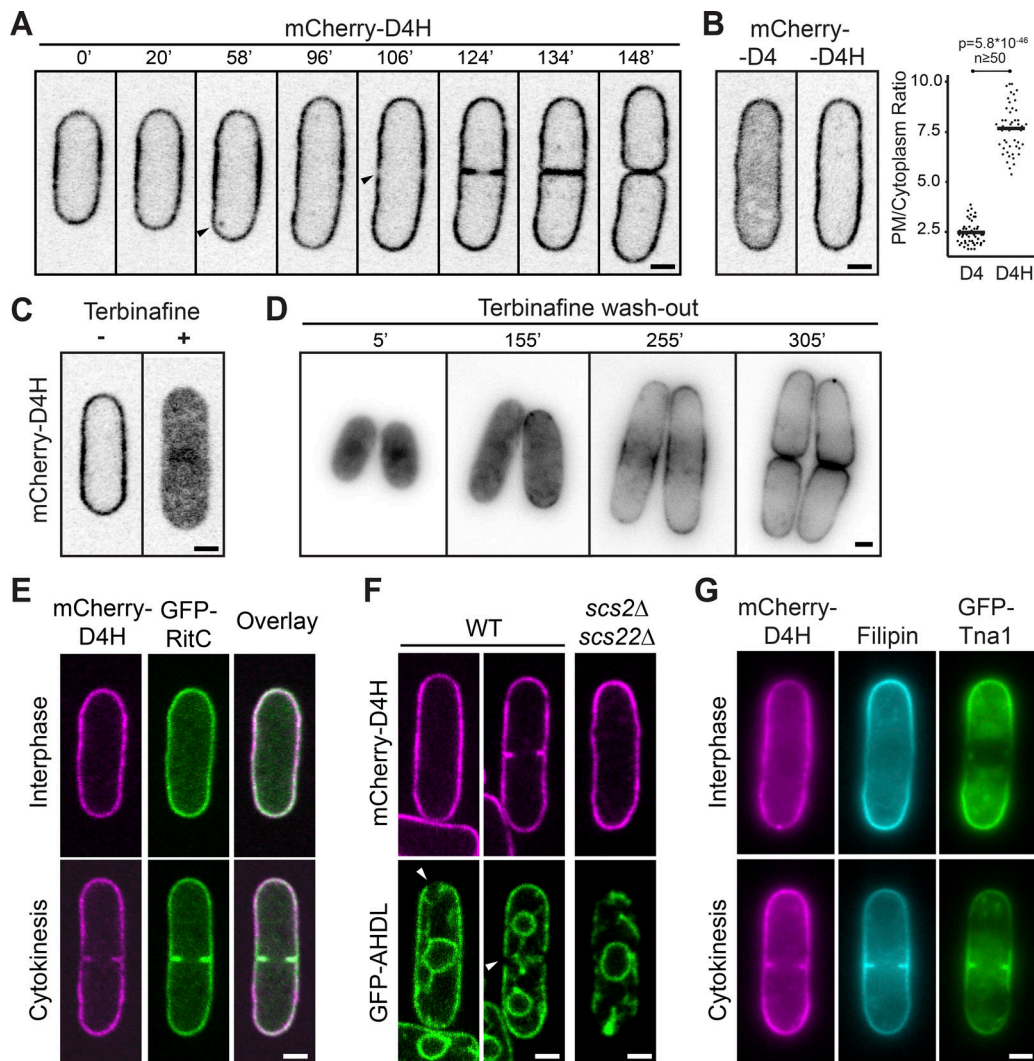 A
mCherry-D4H
0’ 20’ 58’ 96’ 106’ 124’ 134’ 148’
B
mCherry-
-D4 -D4H
p=5.8*10-46
n≥50
PM/Cytoplasm Ratio
10.0
7.5
5.0
2.5
D4 D4H
C
Terbinafine
- +
mCherry-D4H
D
Terbinafine wash-out
5’ 155’ 255’ 305’
E
mCherry-
D4H
GFP-
RitC
Overlay
Interphase
Cytokinesis
F
WT
scs2Δ
scs22Δ
mCherry-D4H
GFP-AHDL
G
mCherry-
D4H
Filipin
GFP-
Tna1
Interphase
Cytokinesis